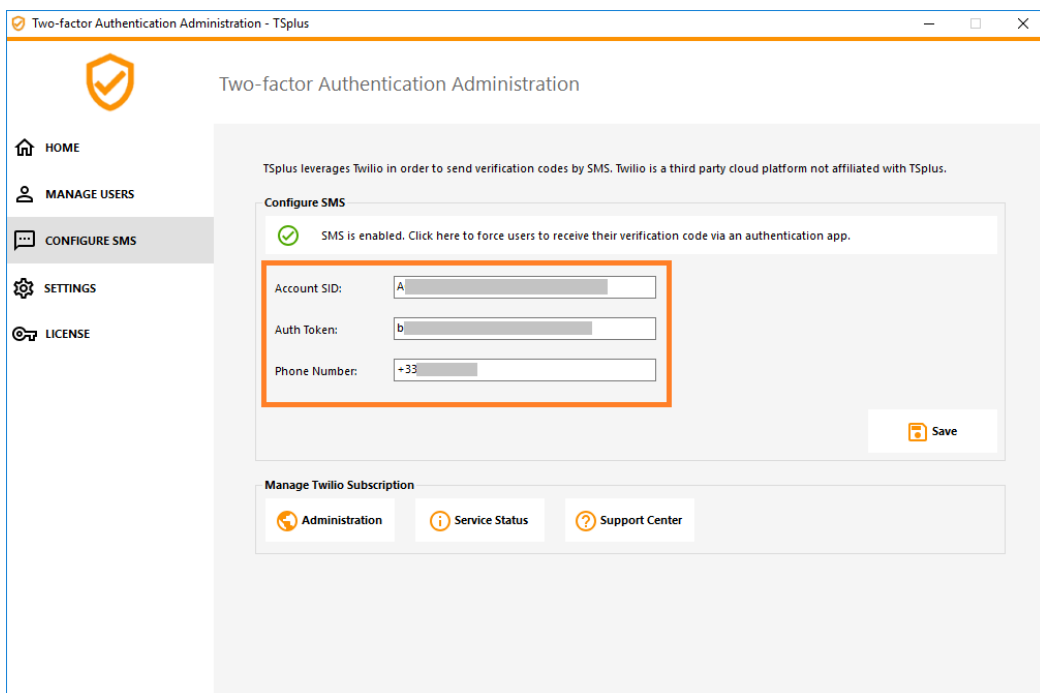 Two-factor Authentication Administration - TSplus
Two-factor Authentication Administration
HOME
MANAGE USERS
CONFIGURE SMS
SETTINGS
LICENSE
TSplus leverages Twilio in order to send verification codes by SMS. Twilio is a third party cloud platform not affiliated with TSplus.
Configure SMS
SMS is enabled. Click here to force users to receive their verification code via an authentication app.
Account SID: A
Auth Token: b
Phone Number: +33
Save
Manage Twilio Subscription
Administration
Service Status
Support Center